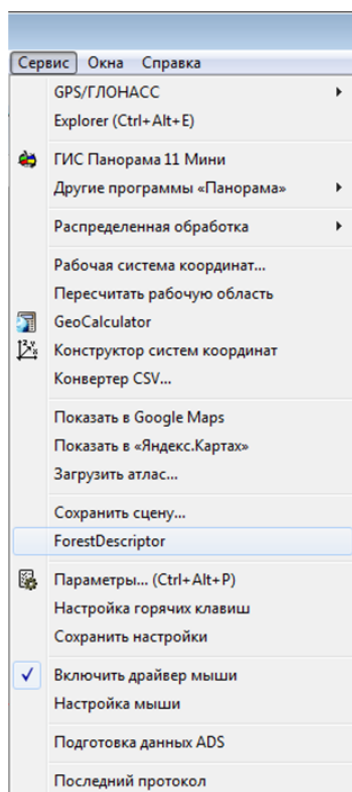 Сервис Окна Справка
GPS/ГЛОНАСС
Explorer (Ctrl+Alt+E)
ГИС Панорама 11 Мини
Другие программы «Панорама»
Распределенная обработка
Рабочая система координат...
Пересчитать рабочую область
GeoCalculator
Конструктор систем координат
Конвертер CSV...
Показать в Google Maps
Показать в «Яндекс.Картах»
Загрузить атлас...
Сохранить сцену...
ForestDescriptor
Параметры... (Ctrl+Alt+P)
Настройка горячих клавиш
Сохранить настройки
Включить драйвер мыши
Настройка мыши
Подготовка данных ADS
Последний протокол